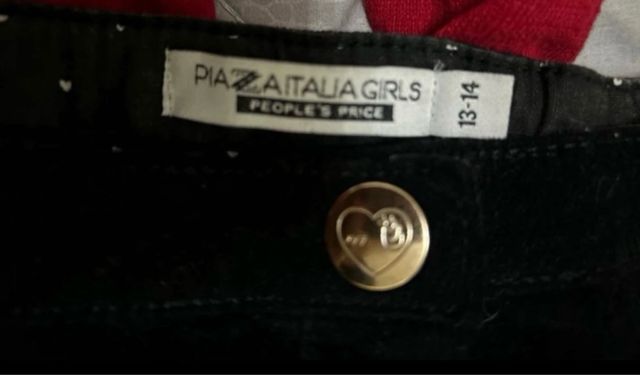 PIAZZA ITALIA GIRLS
PEOPLE'S PRICE
13-14